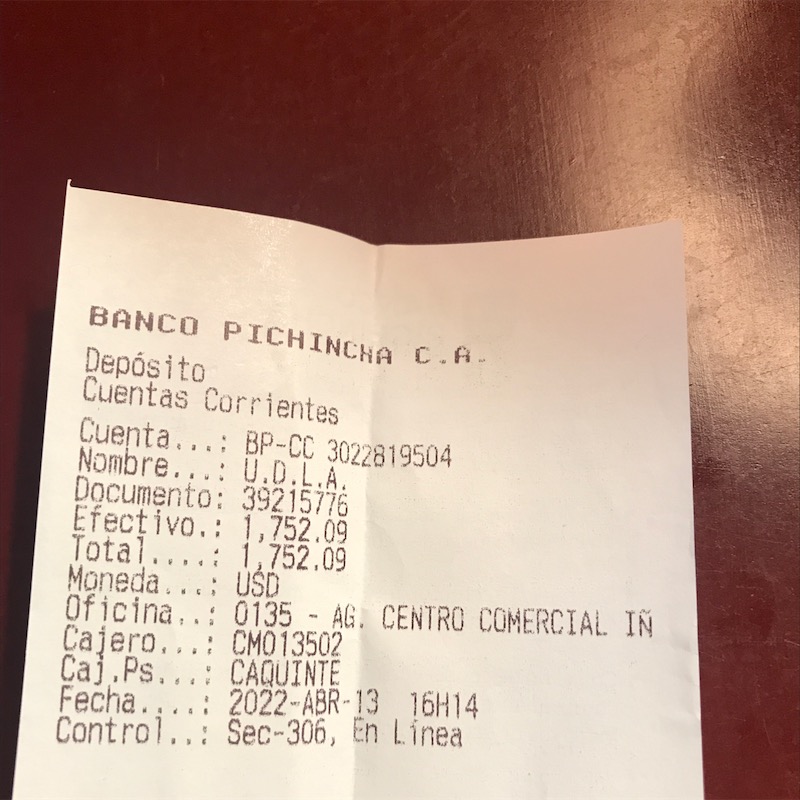 BANCO PICHINCHA C.A.
Depósito
Cuentas Corrientes
Cuenta...: BP-CC 3022819504
Nombre...: U.D.L.A.
Documento: 39215776
Efectivo.: 1,752.09
Total....: 1,752.09
Moneda...: USD
Oficina..: 0135 - AG. CENTRO COMERCIAL IÑ
Cajero...: CMO13502
Caj.Ps...: CAQUINTE
Fecha....: 2022-ABR-13 16H14
Control..: Sec-306, En Línea